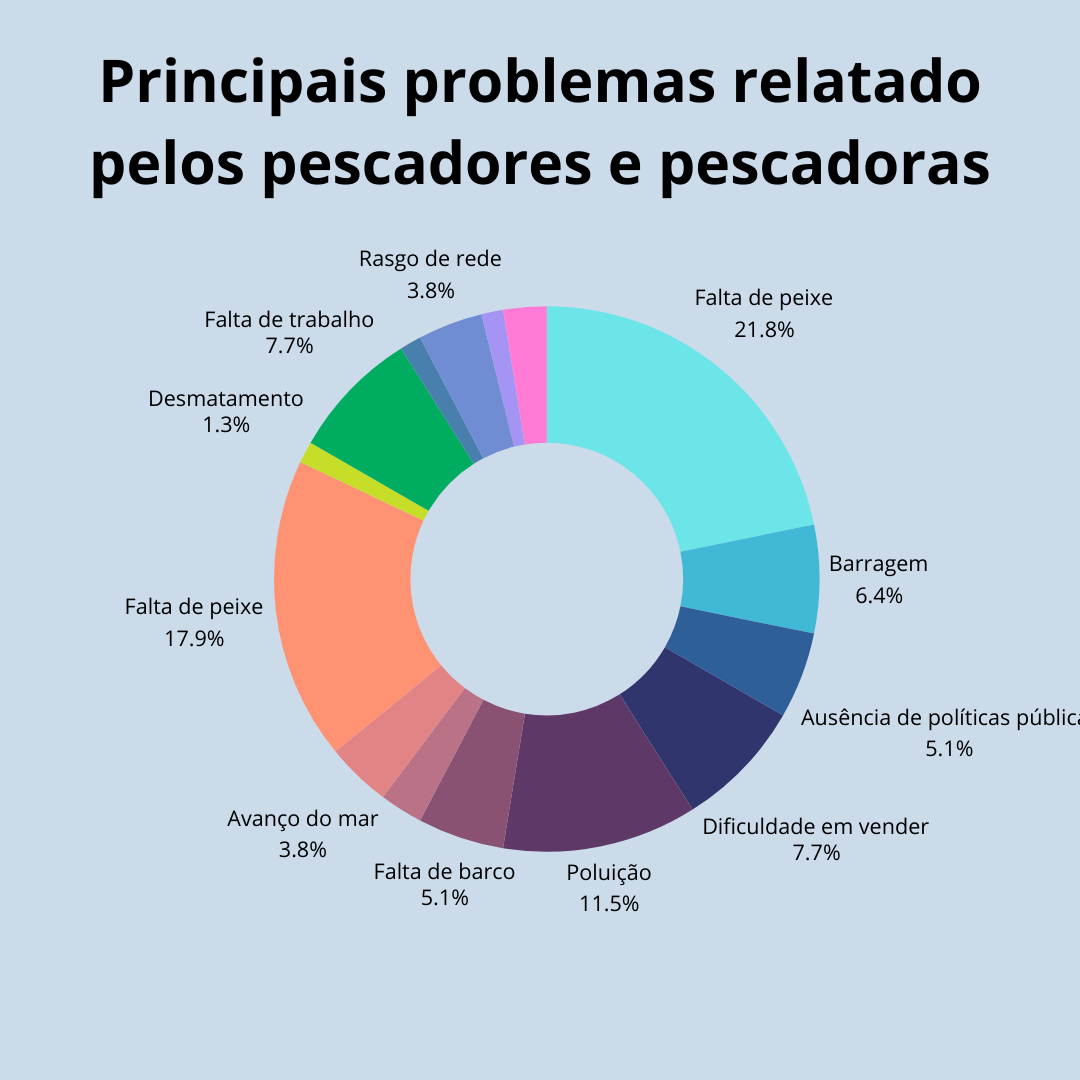 Principais problemas relatado
pelos pescadores e pescadoras
Rasgo de rede
3.8%
Falta de peixe
21.8%
Falta de trabalho
7.7%
Desmatamento
1.3%
Barragem
6.4%
Falta de peixe
17.9%
Ausência de políticas pública
5.1%
Avanço do mar
3.8%
Dificuldade em vender
7.7%
Falta de barco
5.1%
Poluição
11.5%